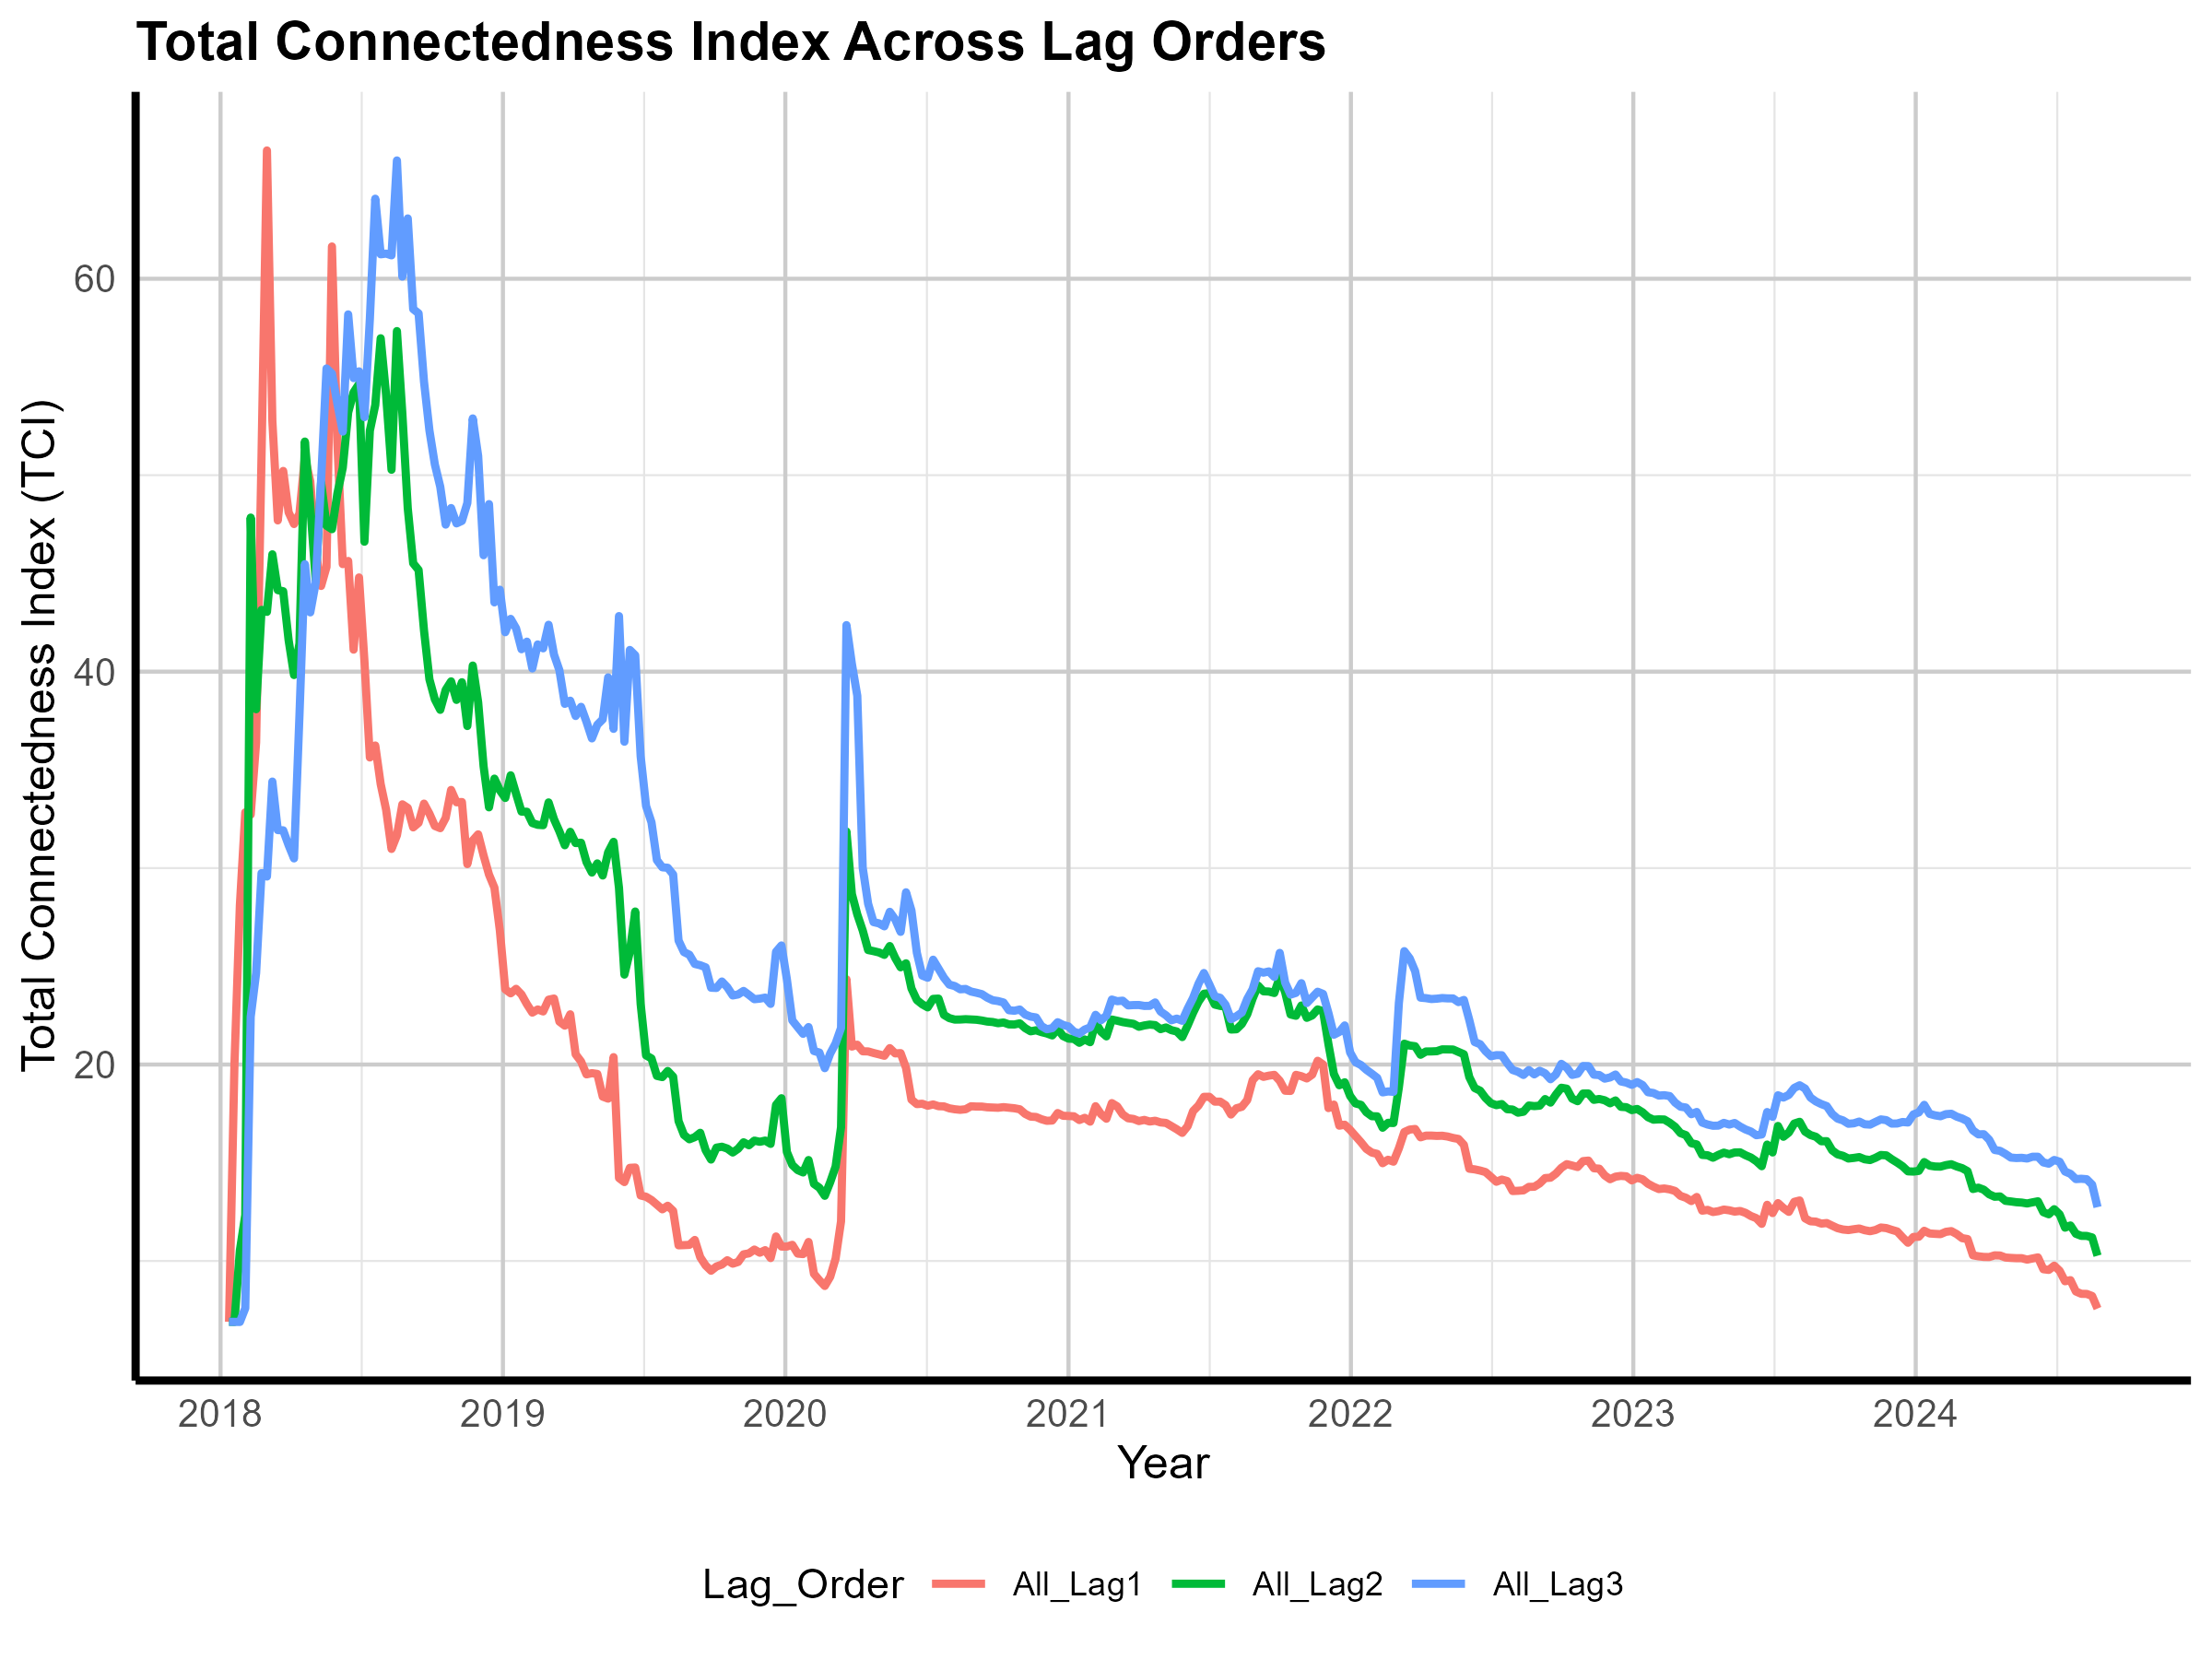 Total Connectedness Index Across Lag Orders
Total Connectedness Index (TCI)
60
40
20
2018 2019 2020 2021 2022 2023 2024
Year
Lag_Order All_Lag1 All_Lag2 All_Lag3